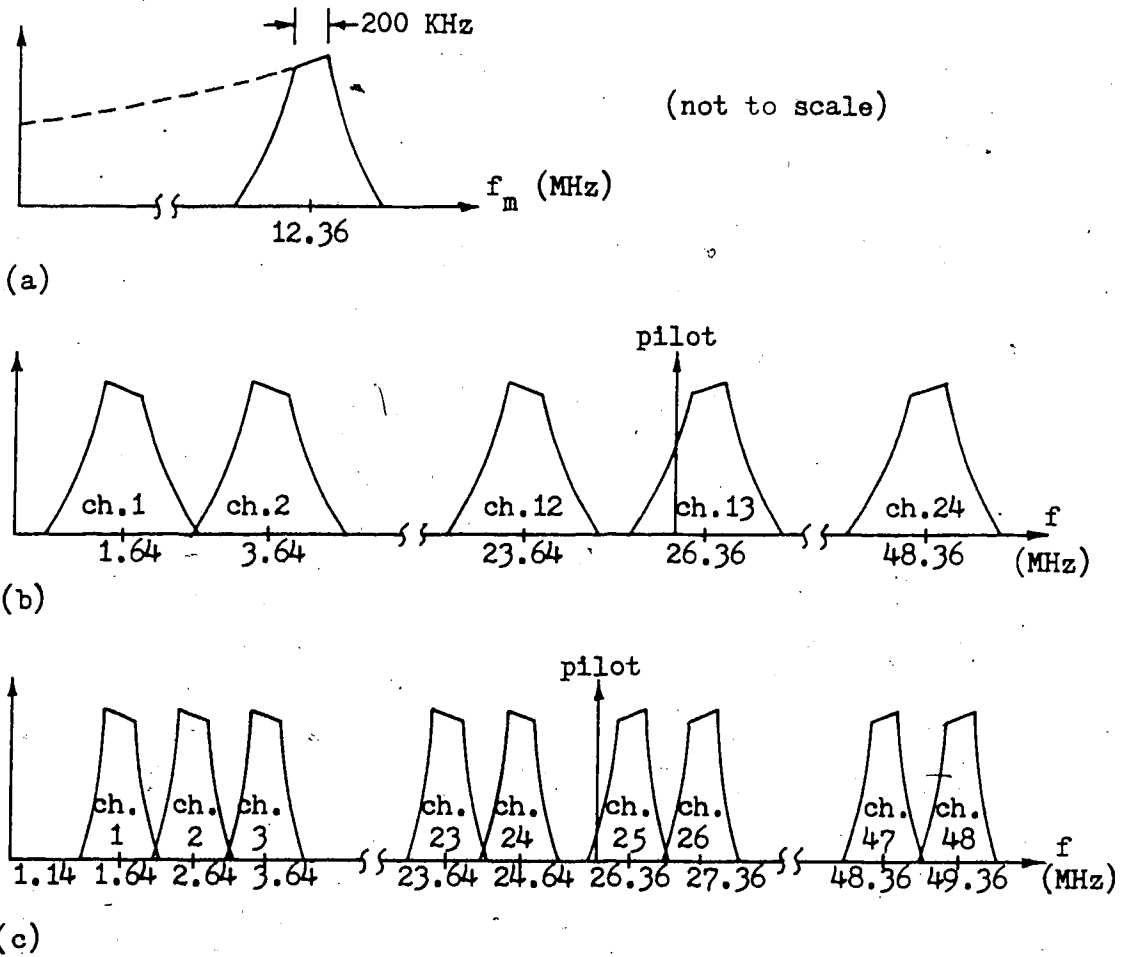 200 KHz
(not to scale)
f_m (MHz)
12.36
(a)
pilot
ch.1 ch.2 ch.12 ch.13 ch.24 f
1.64 3.64 23.64 26.36 48.36 (MHz)
(b)
pilot
ch. ch. ch. ch. ch. ch. ch. ch. ch.
1 2 3 23 24 25 26 47 48 f
1.14 1.64 2.64 3.64 23.64 24.64 26.36 27.36 48.36 49.36 (MHz)
(c)